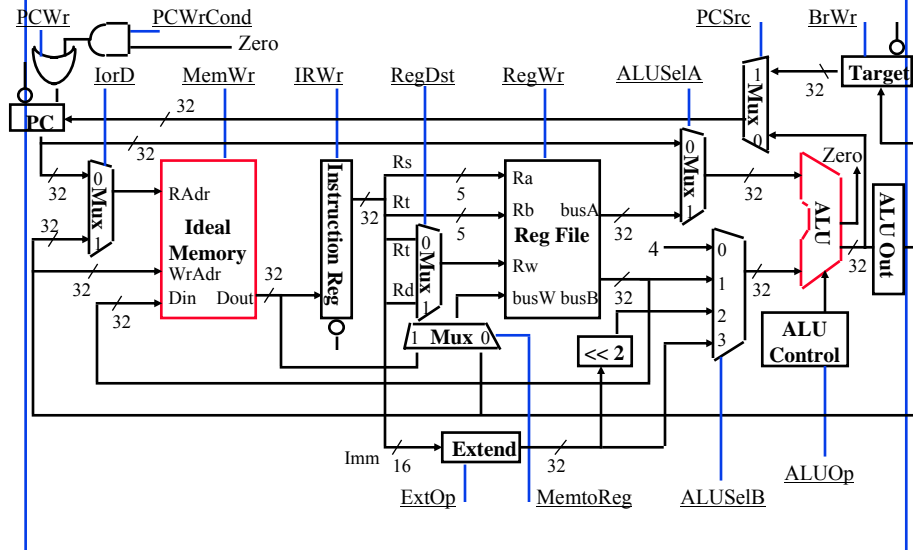 PCWr
PCWrCond
PCSrc
BrWr
Zero
IorD
MemWr
IRWr
RegDst
RegWr
ALUSelA
1
Mux
0
32
Target
PC
32
32
32
0
Mux
1
32
32
RAdr
Ideal
Memory
WrAdr
Din
Dout
32
32
Instruction Reg
32
Rs
Rt
5
5
Rt
Rd
0
Mux
1
Ra
Rb
busA
Reg File
Rw
busW
busB
32
32
0
Mux
1
32
4
0
1
2
3
Mux
32
Zero
ALU
32
ALU Out
ALU
Control
1
Mux
0
<< 2
Imm
16
Extend
32
ExtOp
MemtoReg
ALUSelB
ALUOp